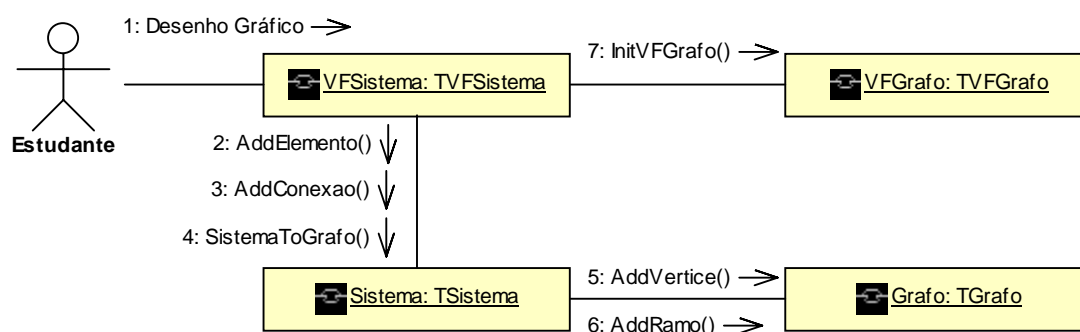 1: Desenho Gráfico
7: InitVFGrafo()
VFSistema: TVFSistema
VFGrafo: TVFGrafo
Estudante
2: AddElemento()
3: AddConexao()
4: SistemaToGrafo()
5: AddVertice()
Sistema: TSistema
Grafo: TGrafo
6: AddRamo()